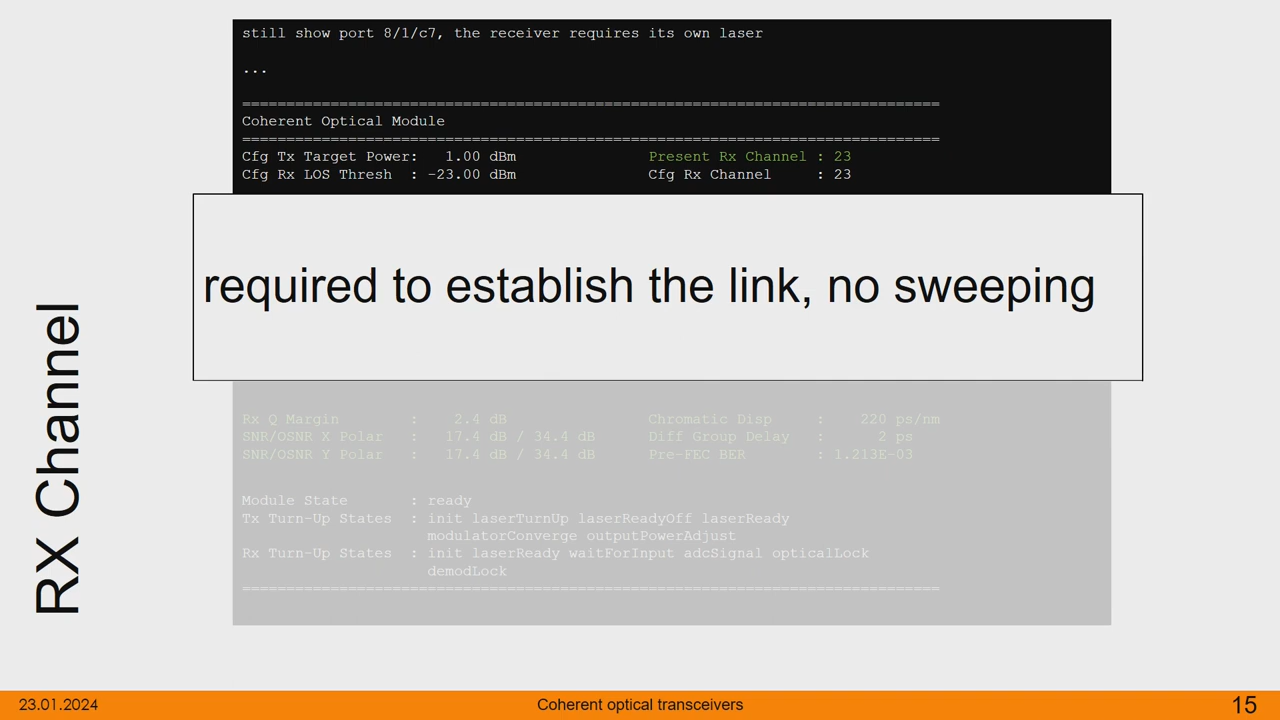 still show port 8/1/c7, the receiver requires its own laser
...
================================================================================
Coherent Optical Module
================================================================================
Cfg Tx Target Power:   1.00 dBm               Present Rx Channel : 23
Cfg Rx LOS Thresh  : -23.00 dBm               Cfg Rx Channel     : 23
required to establish the link, no sweeping
RX Channel
Rx Q Margin        :    2.4 dB                Chromatic Disp     :    220 ps/nm
SNR/OSNR X Polar   :   17.4 dB / 34.4 dB      Diff Group Delay   :      2 ps
SNR/OSNR Y Polar   :   17.4 dB / 34.4 dB      Pre-FEC BER        : 1.213E-03
Module State       : ready
Tx Turn-Up States  : init laserTurnUp laserReadyOff laserReady
                     modulatorConverge outputPowerAdjust
Rx Turn-Up States  : init laserReady waitForInput adcSignal opticalLock
                     demodLock
================================================================================
23.01.2024
Coherent optical transceivers
15